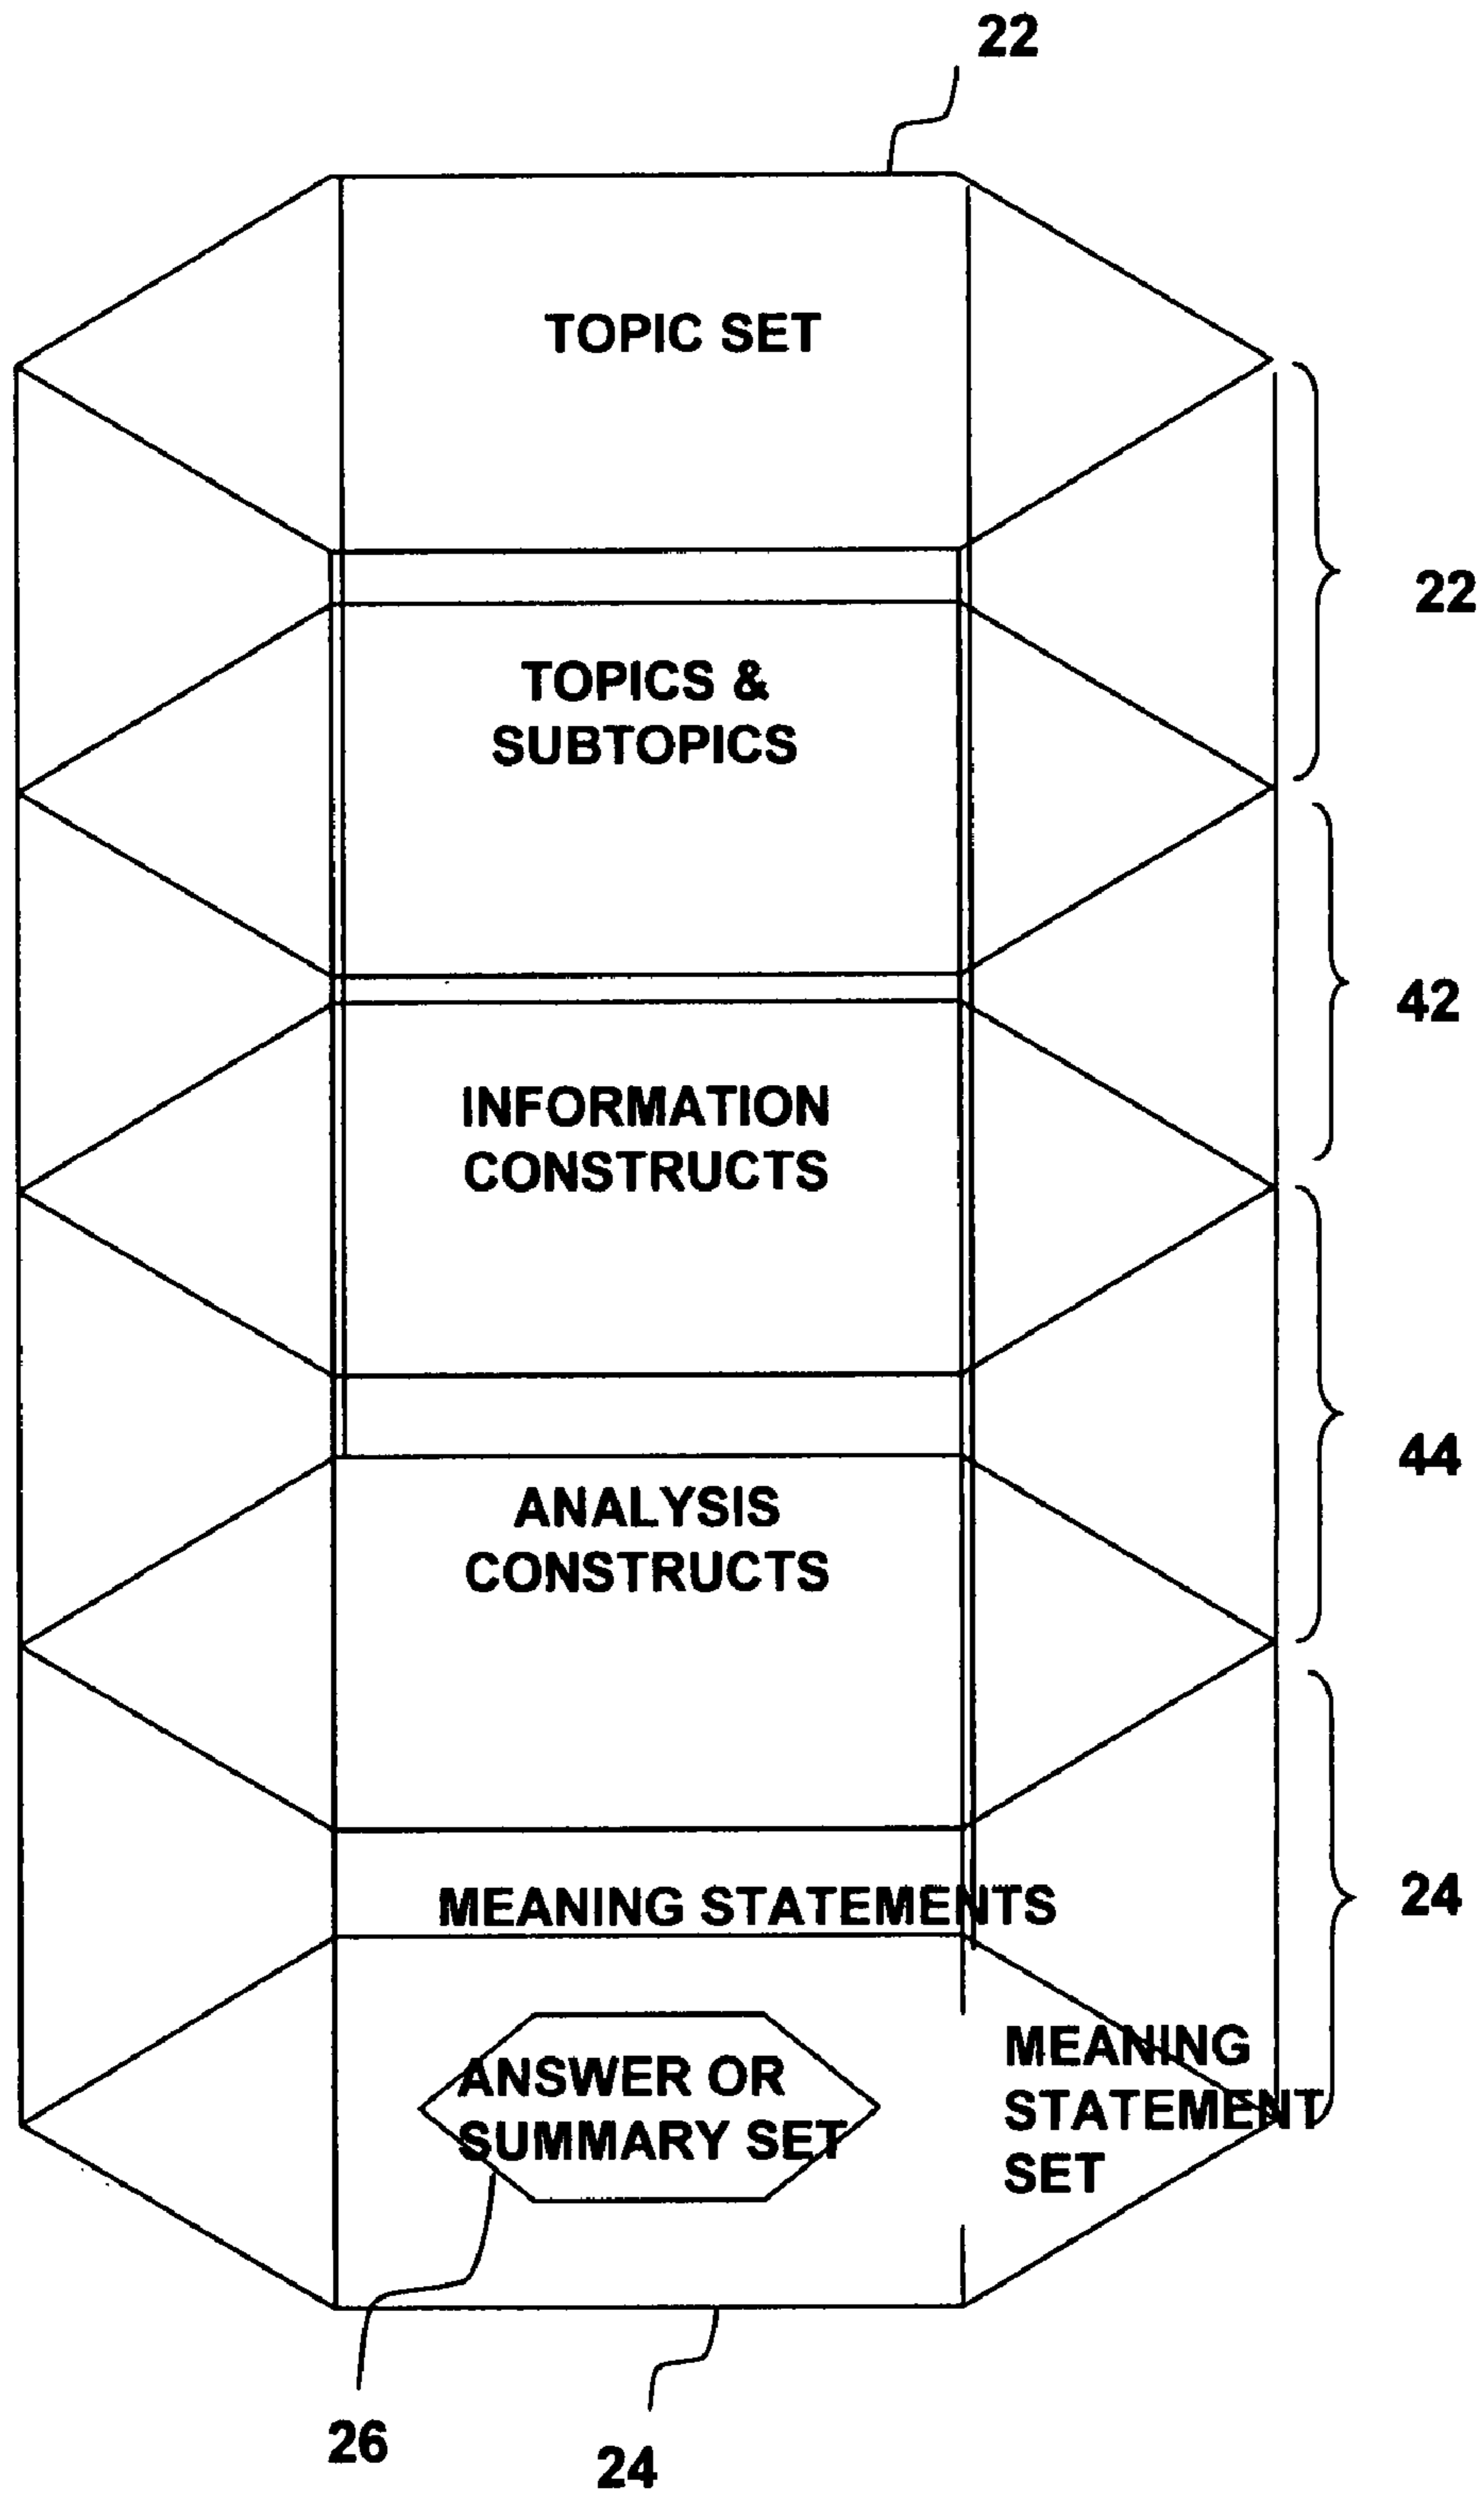 22
TOPIC SET
22
TOPICS &
SUBTOPICS
42
INFORMATION
CONSTRUCTS
44
ANALYSIS
CONSTRUCTS
24
MEANING STATEMENTS
ANSWER OR
SUMMARY SET
MEANING
STATEMENT
SET
26
24